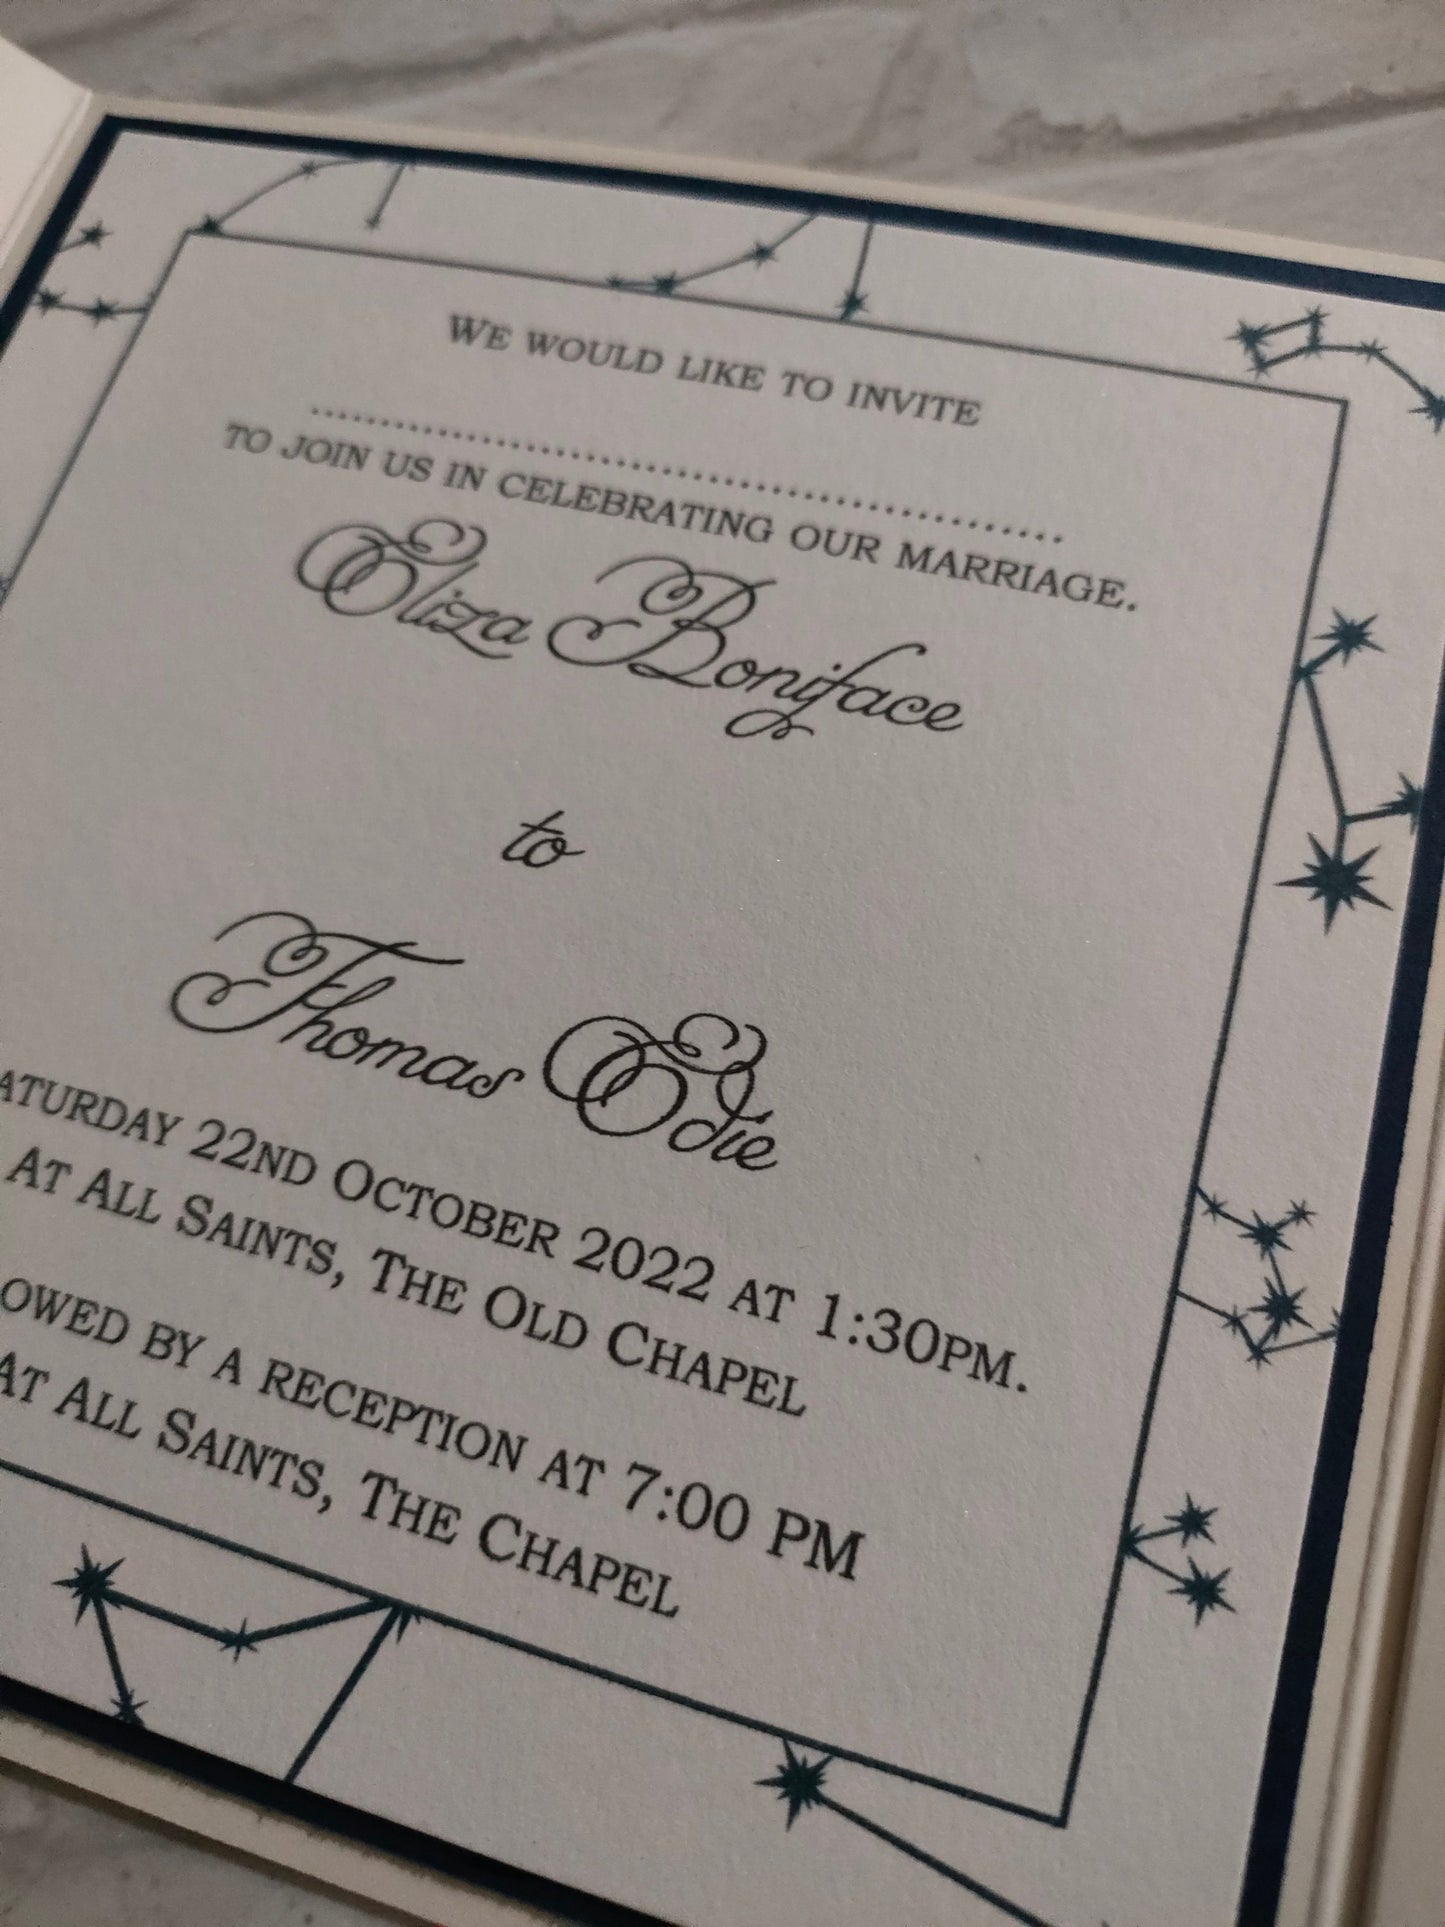 WE WOULD LIKE TO INVITE
........................................................
TO JOIN US IN CELEBRATING OUR MARRIAGE.
Eliza Boniface
to
Thomas Edie
ATURDAY 22ND OCTOBER 2022 AT 1:30PM.
AT ALL SAINTS, THE OLD CHAPEL
OWED BY A RECEPTION AT 7:00 PM
AT ALL SAINTS, THE CHAPEL